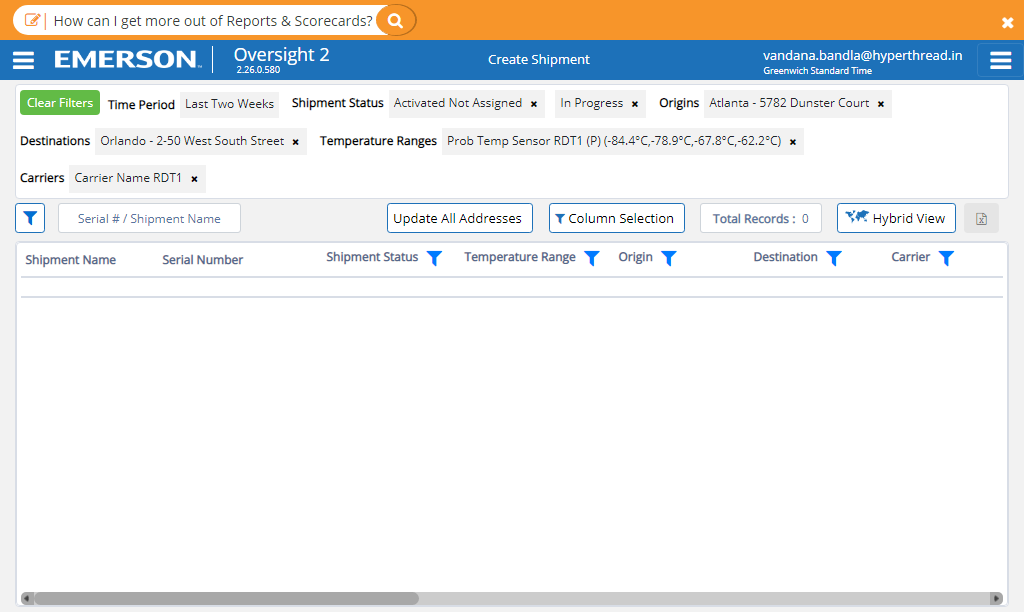 How can I get more out of Reports & Scorecards?
EMERSON
Oversight 2
2.26.0.580
Create Shipment
vandana.bandla@hyperthread.in
Greenwich Standard Time
Clear Filters Time Period Last Two Weeks Shipment Status Activated Not Assigned × In Progress × Origins Atlanta - 5782 Dunster Court ×
Destinations Orlando - 2-50 West South Street × Temperature Ranges Prob Temp Sensor RDT1 (P) (-84.4°C,-78.9°C,-67.8°C,-62.2°C) ×
Carriers Carrier Name RDT1 ×
Serial # / Shipment Name Update All Addresses Column Selection Total Records : 0 Hybrid View
Shipment Name Serial Number Shipment Status Temperature Range Origin Destination Carrier